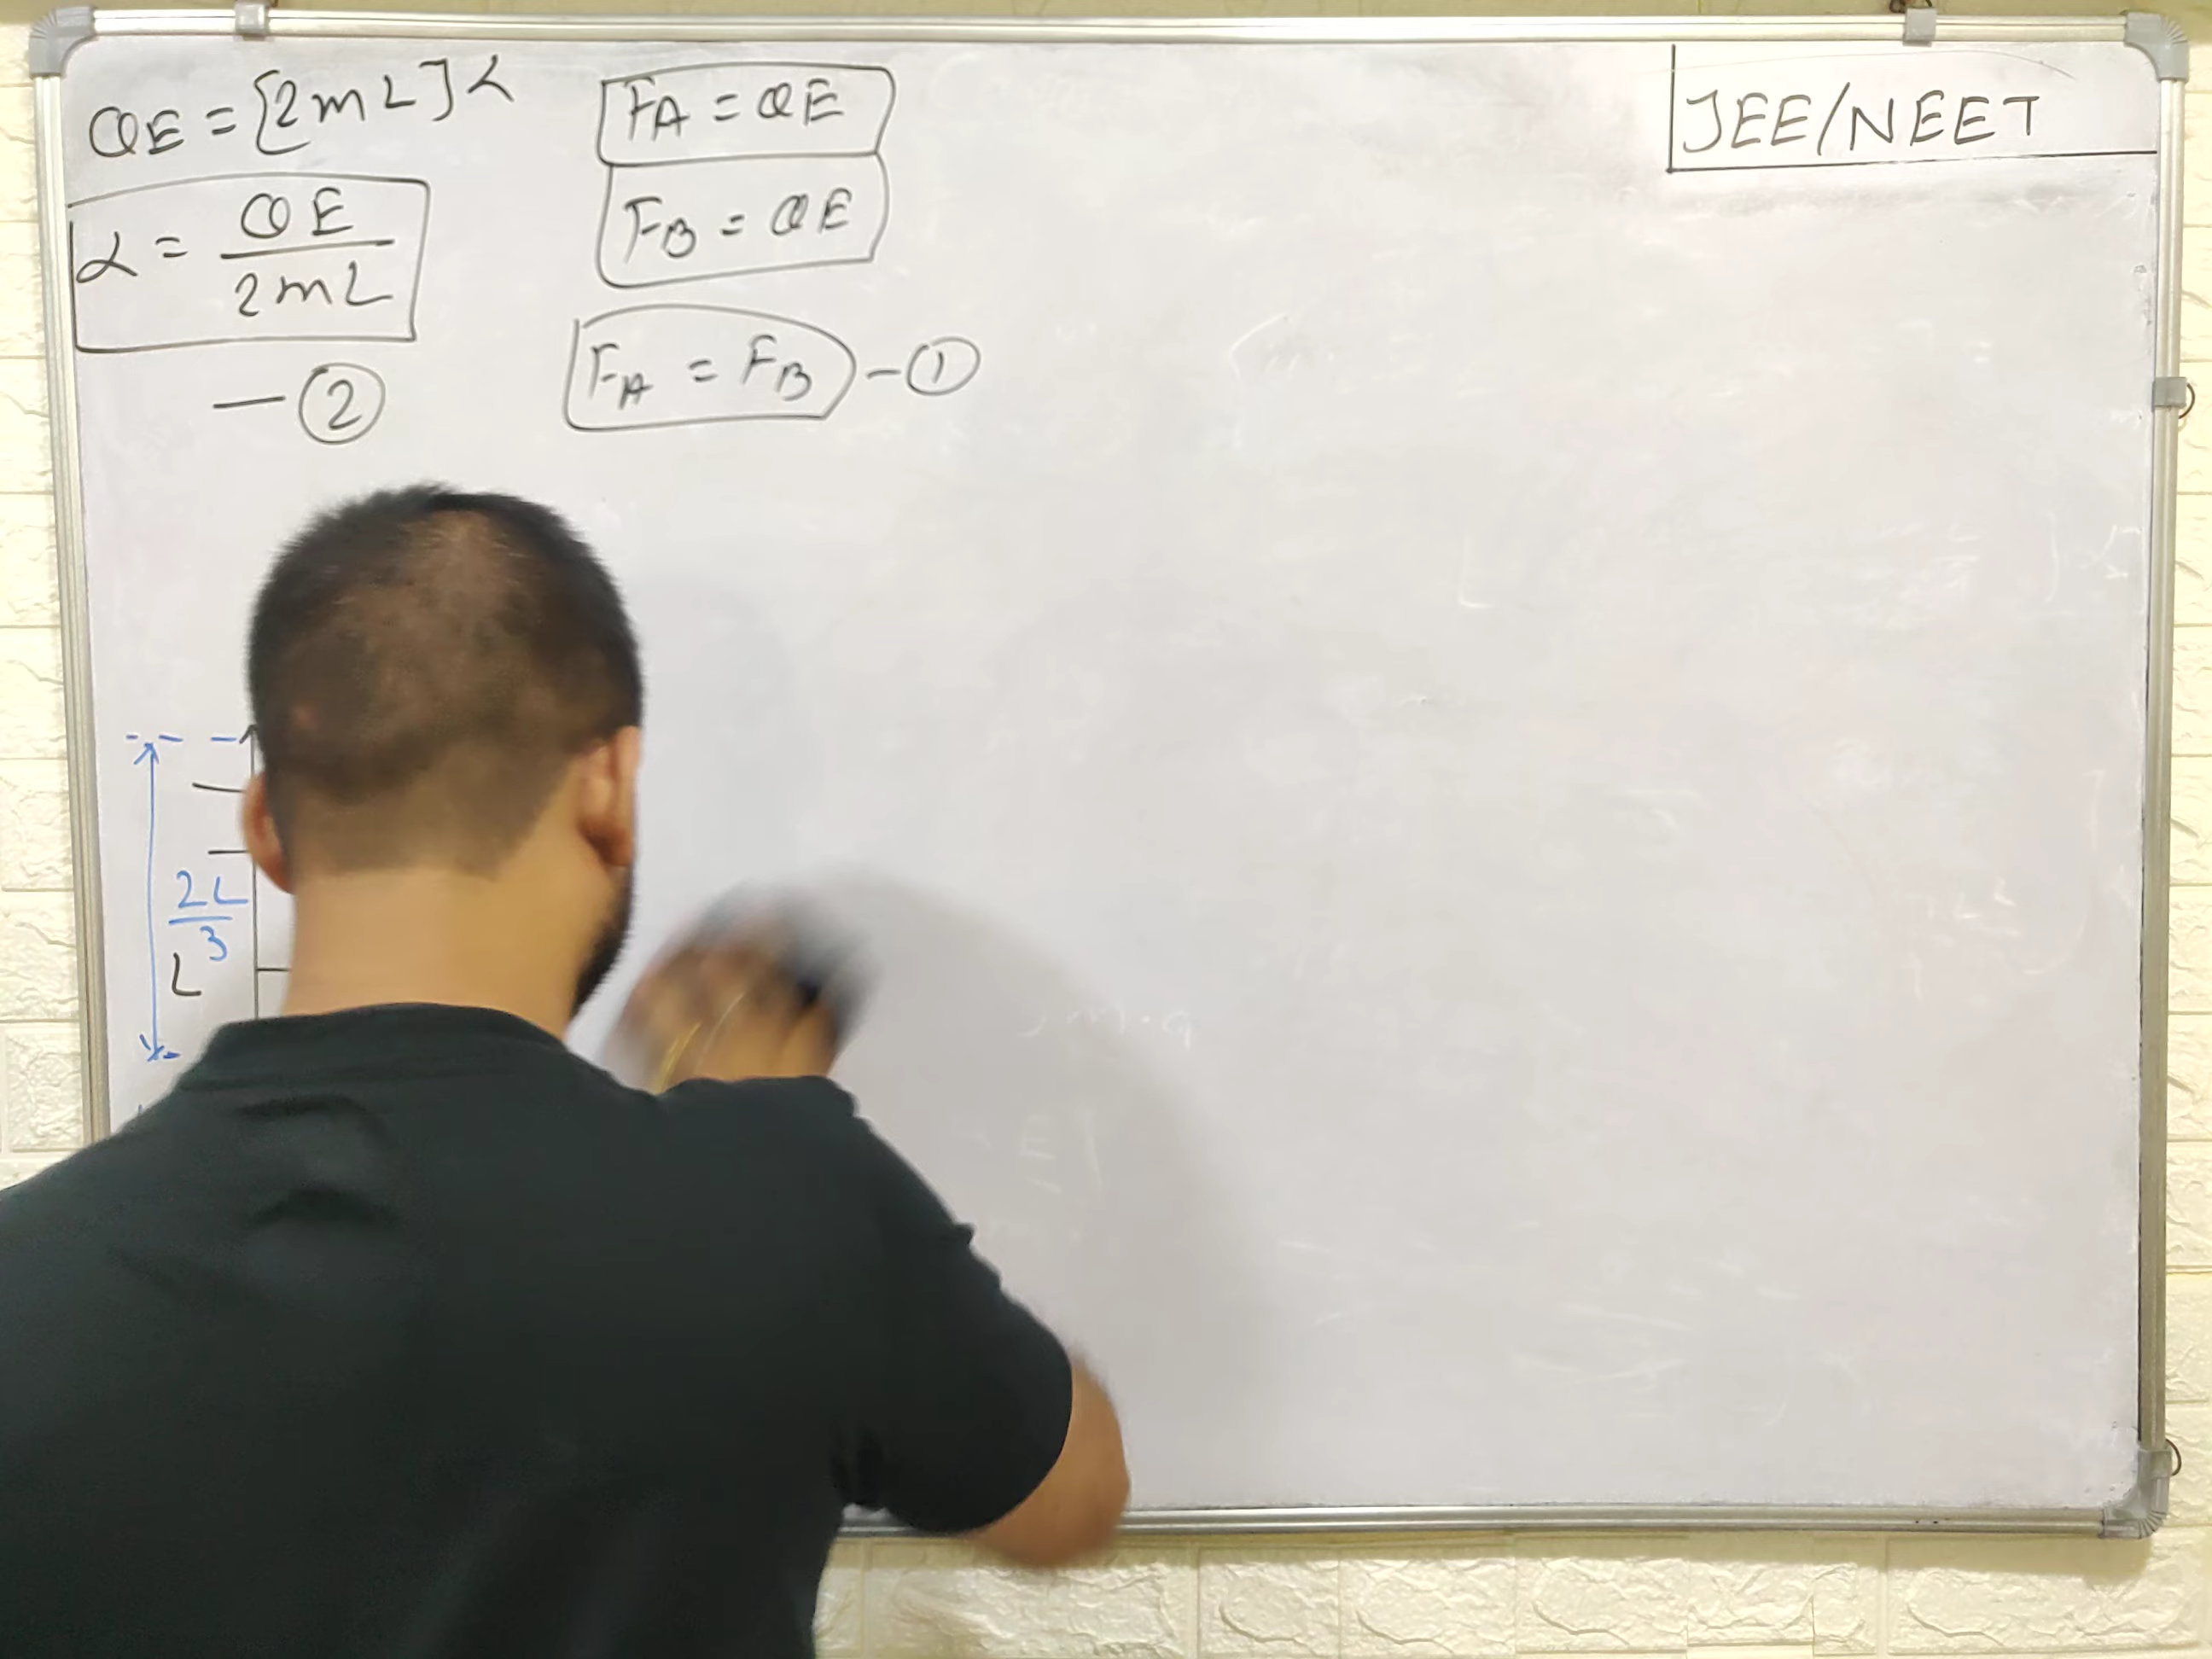 QE = [2mL]α
α = QE / 2mL
— ②
FA = QE
FB = QE
FA = FB — ①
JEE/NEET
2L / 3
L